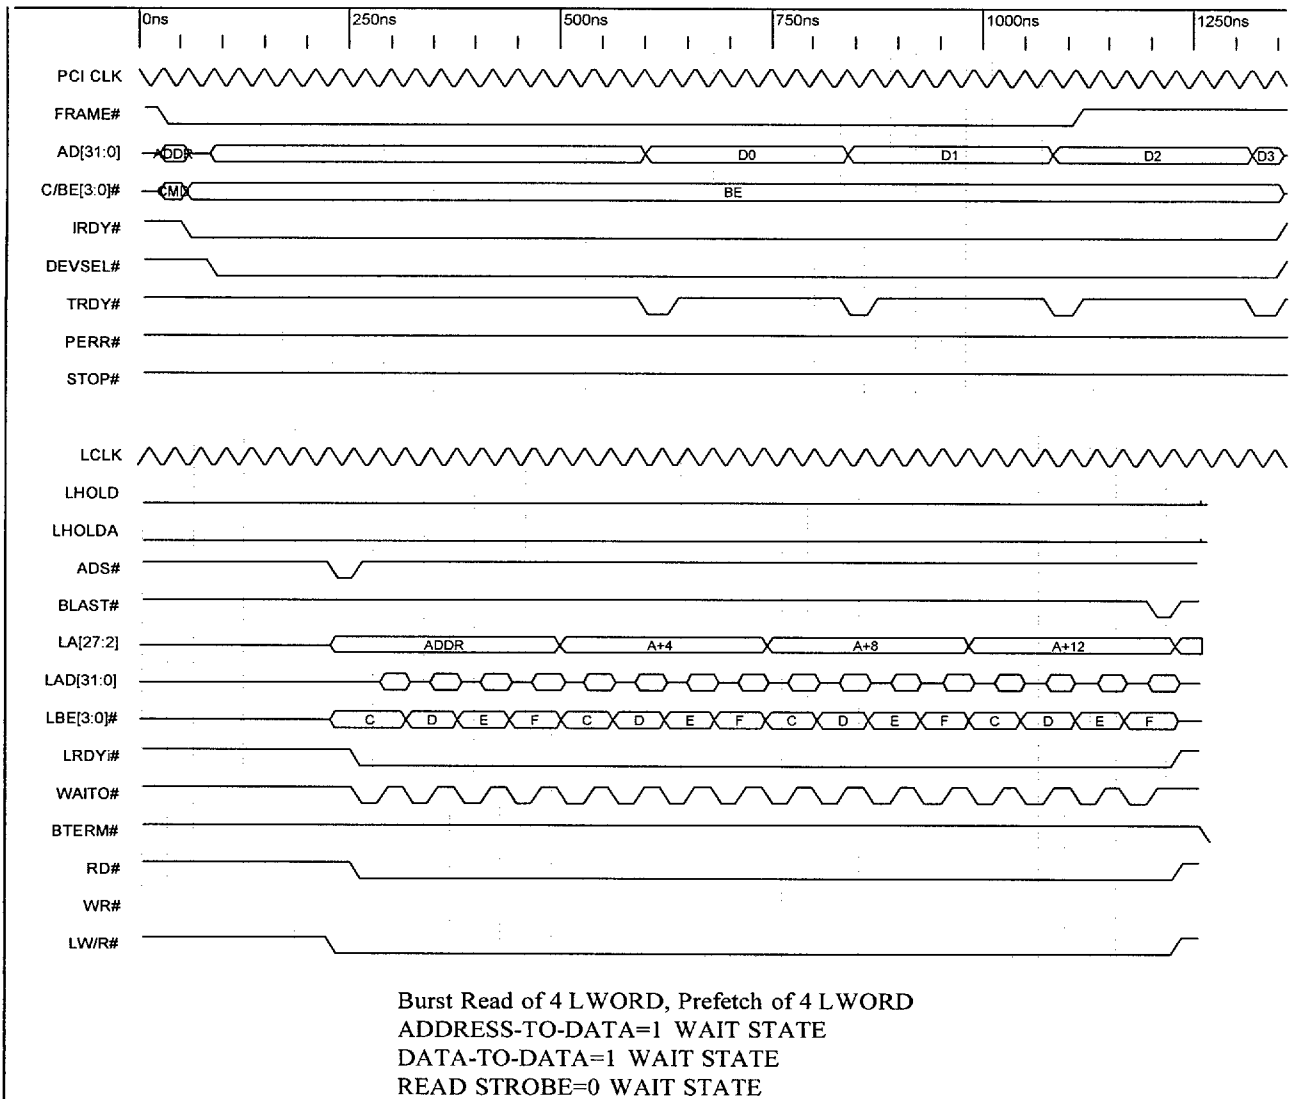 0ns 250ns 500ns 750ns 1000ns 1250ns
PCI CLK
FRAME#
AD[31:0] ADDR D0 D1 D2 D3
C/BE[3:0]# CMD BE
IRDY#
DEVSEL#
TRDY#
PERR#
STOP#
LCLK
LHOLD
LHOLDA
ADS#
BLAST#
LA[27:2] ADDR A+4 A+8 A+12
LAD[31:0]
LBE[3:0]# C D E F C D E F C D E F C D E F
LRDYi#
WAITO#
BTERM#
RD#
WR#
LW/R#
Burst Read of 4 LWORD, Prefetch of 4 LWORD
ADDRESS-TO-DATA=1 WAIT STATE
DATA-TO-DATA=1 WAIT STATE
READ STROBE=0 WAIT STATE